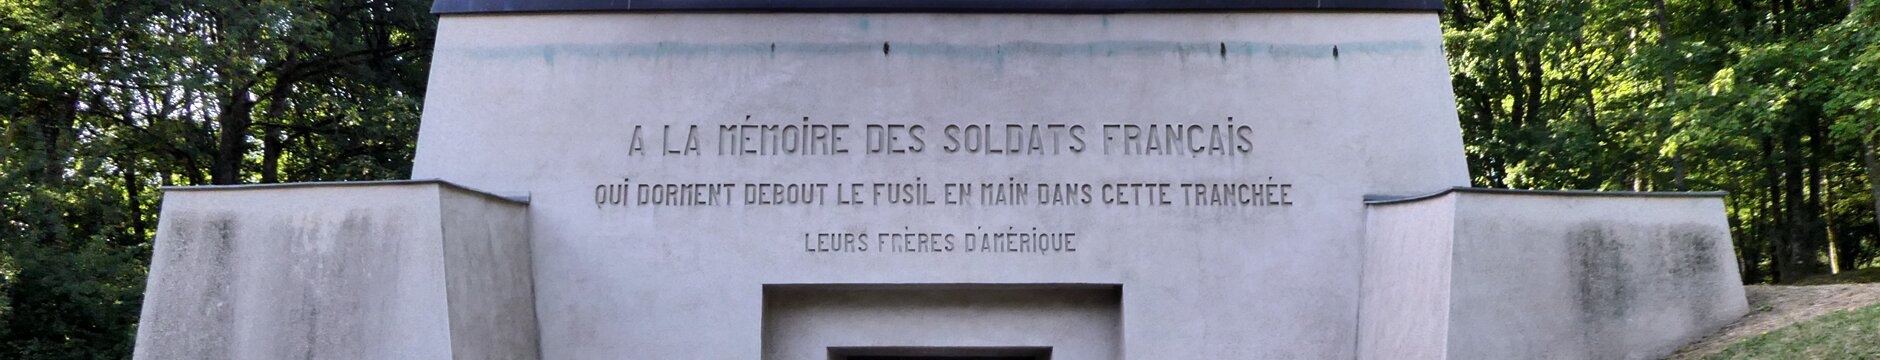 A LA MÉMOIRE DES SOLDATS FRANÇAIS
QUI DORMENT DEBOUT LE FUSIL EN MAIN DANS CETTE TRANCHÉE
LEURS FRÈRES D'AMÉRIQUE